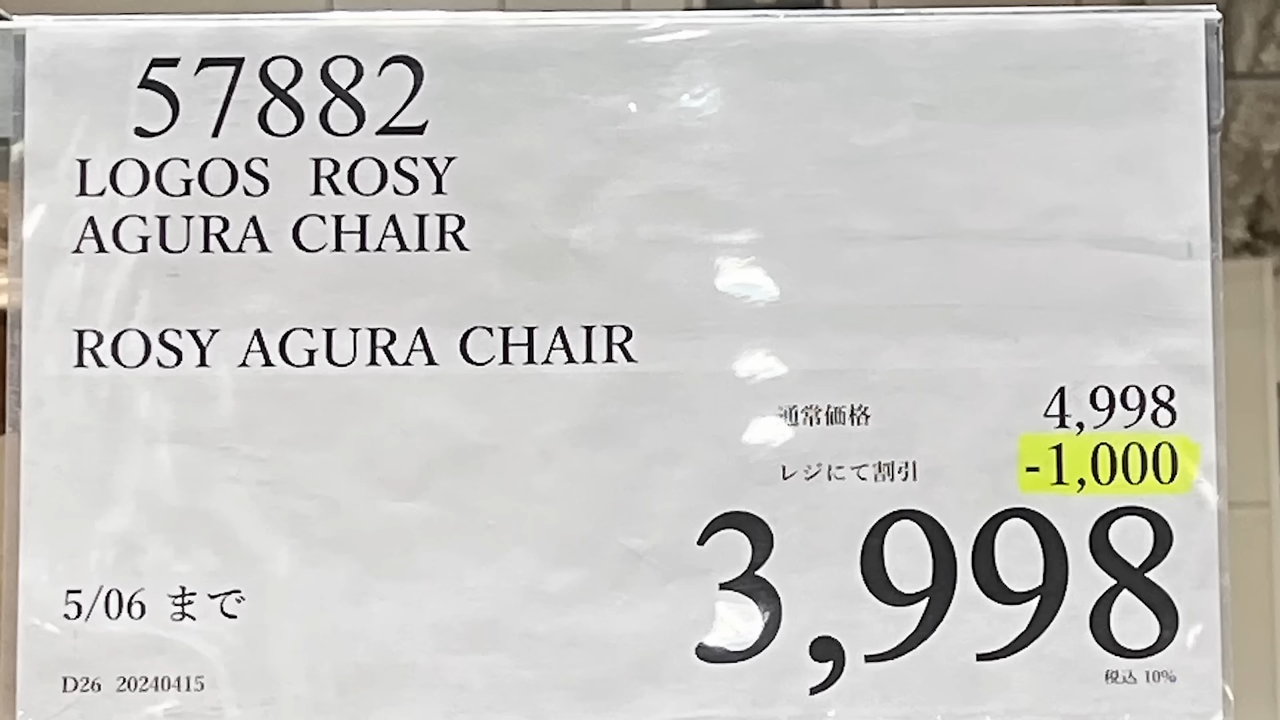 57882
LOGOS ROSY
AGURA CHAIR
ROSY AGURA CHAIR
通常価格 4,998
レジにて割引 -1,000
3,998
税込 10%
5/06 まで
D26 20240415